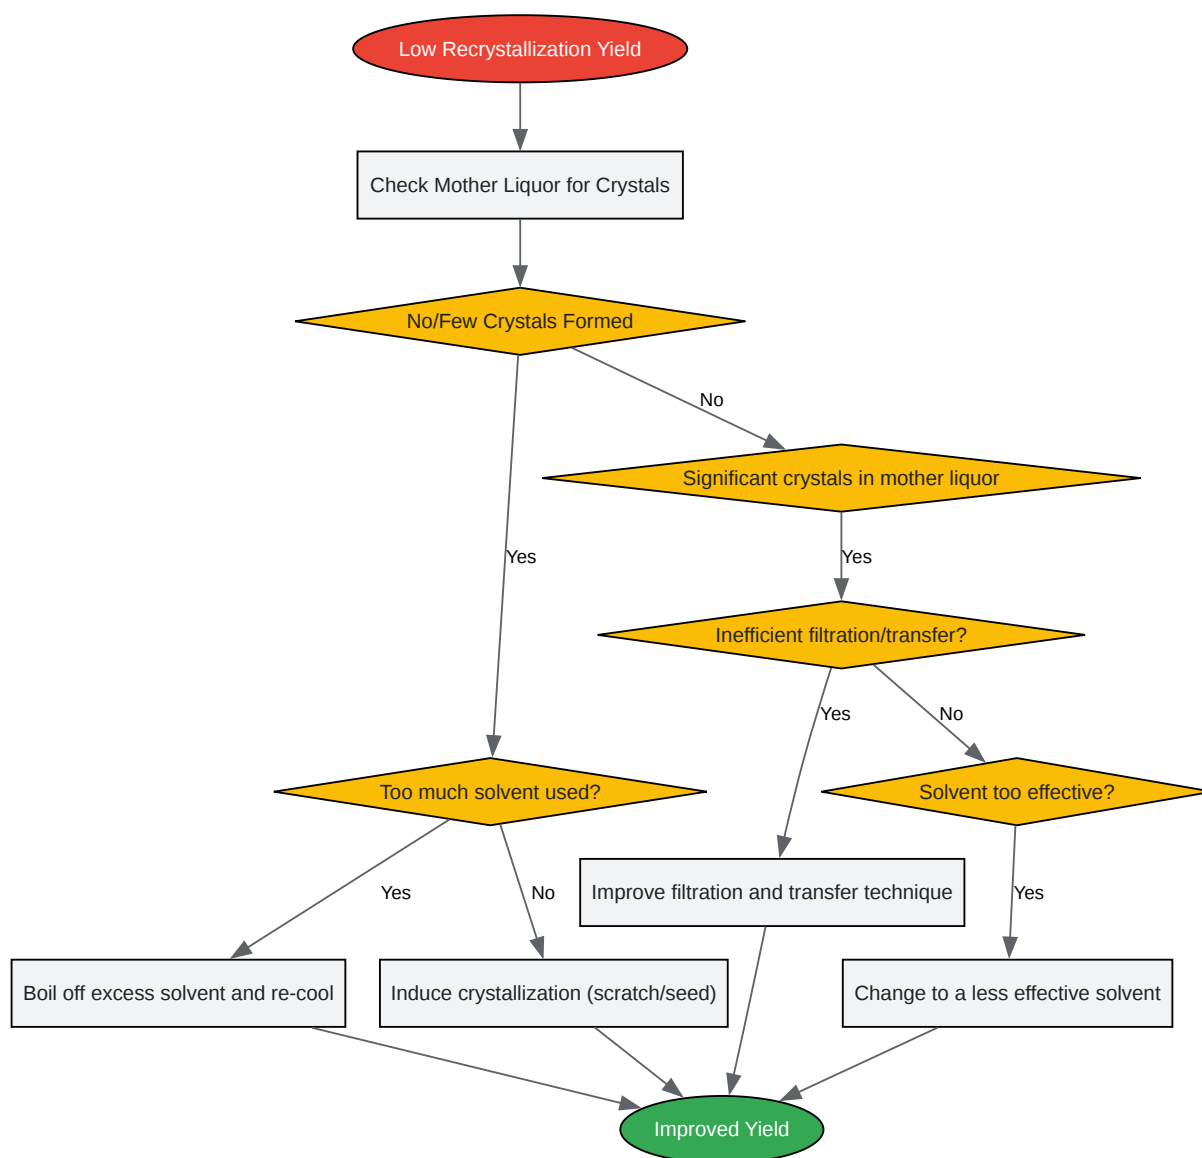 Low Recrystallization Yield
Check Mother Liquor for Crystals
No/Few Crystals Formed
No
Significant crystals in mother liquor
Yes
Yes
Inefficient filtration/transfer?
Yes
No
Too much solvent used?
Solvent too effective?
Yes
No
Improve filtration and transfer technique
Yes
Boil off excess solvent and re-cool
Induce crystallization (scratch/seed)
Change to a less effective solvent
Improved Yield